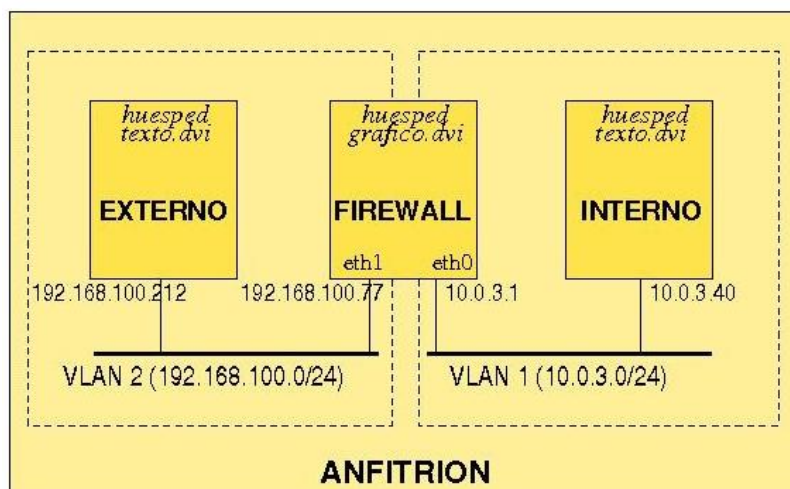 huesped
texto.dvi
EXTERNO
huesped
grafico.dvi
FIREWALL
eth1 eth0
huesped
texto.dvi
INTERNO
192.168.100.212
192.168.100.77
10.0.3.1
10.0.3.40
VLAN 2 (192.168.100.0/24)
VLAN 1 (10.0.3.0/24)
ANFITRION